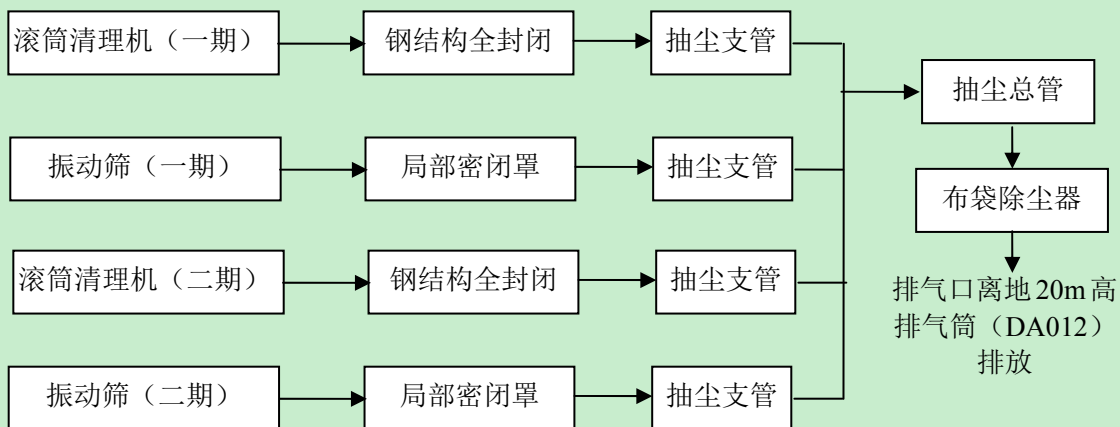 滚筒清理机（一期）
钢结构全封闭
抽尘支管
抽尘总管
振动筛（一期）
局部密闭罩
抽尘支管
布袋除尘器
滚筒清理机（二期）
钢结构全封闭
抽尘支管
排气口离地20m高
排气筒（DA012）
排放
振动筛（二期）
局部密闭罩
抽尘支管